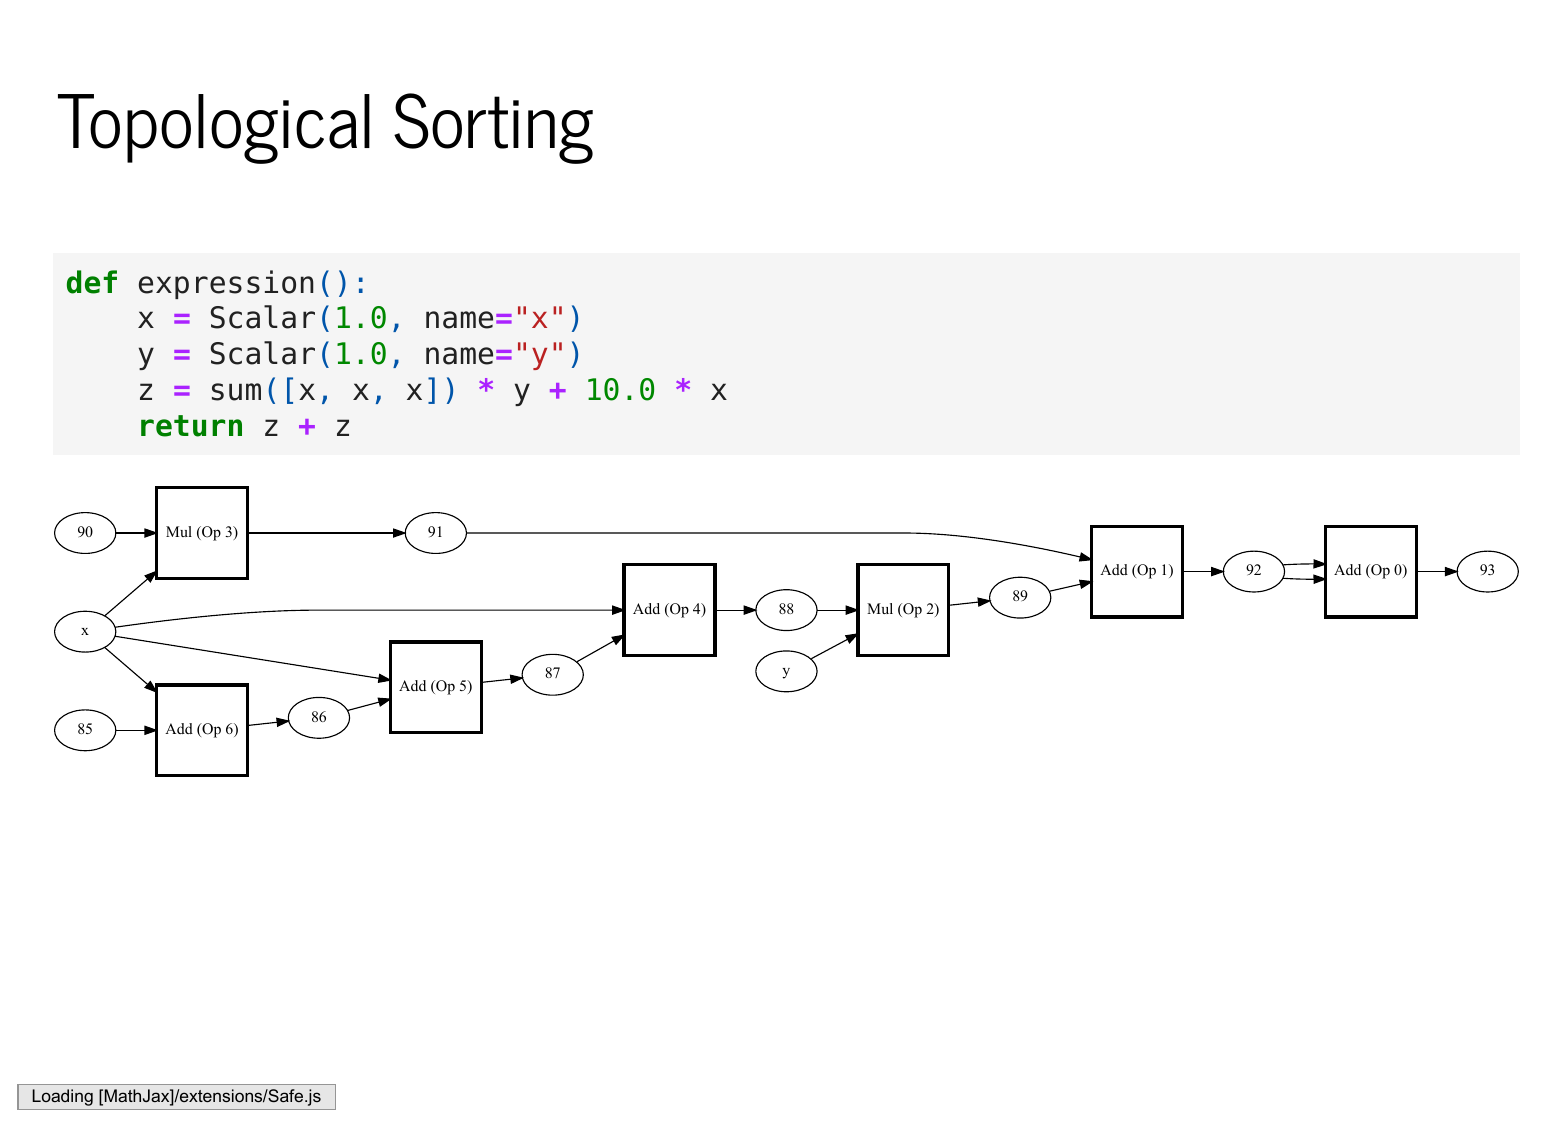 Topological Sorting
def expression():
    x = Scalar(1.0, name="x")
    y = Scalar(1.0, name="y")
    z = sum([x, x, x]) * y + 10.0 * x
    return z + z
90
Mul (Op 3)
91
Add (Op 1)
92
Add (Op 0)
93
x
Add (Op 4)
88
Mul (Op 2)
89
Add (Op 5)
87
y
85
Add (Op 6)
86
Loading [MathJax]/extensions/Safe.js